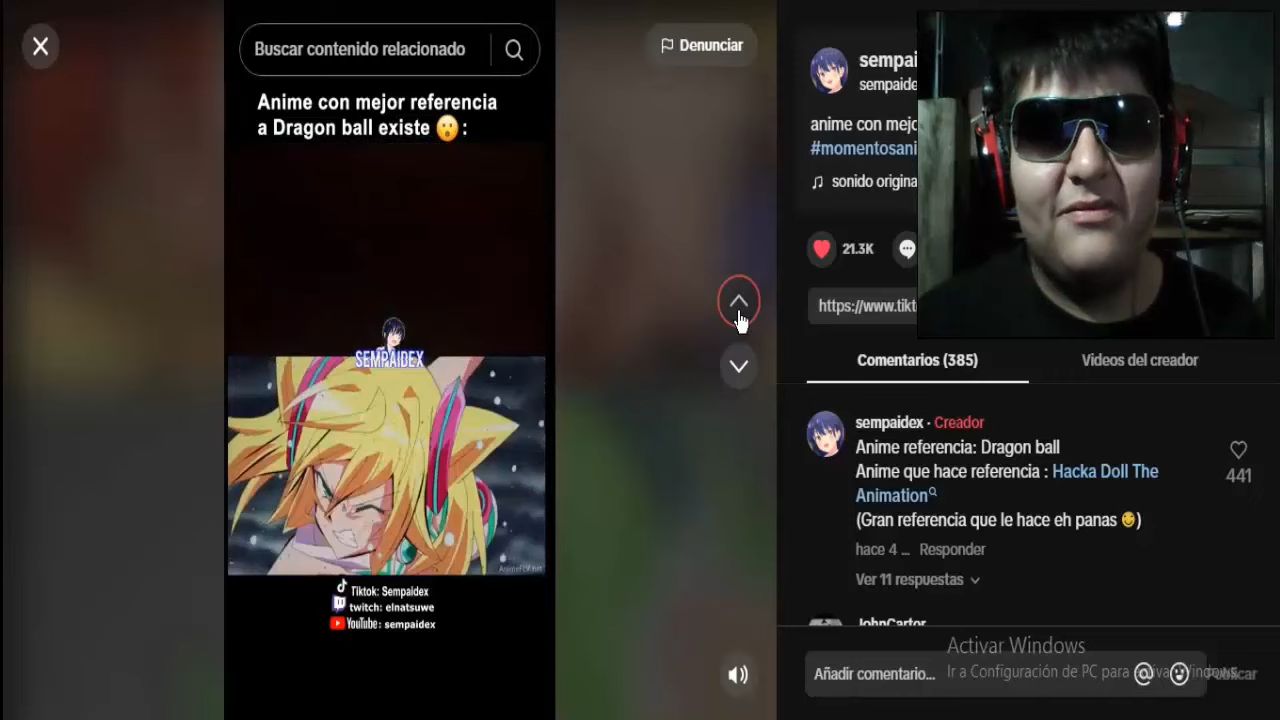 Buscar contenido relacionado
Denunciar
Anime con mejor referencia
a Dragon ball existe 😮 :
SEMPAIDEX
AnimeFLV.net
Tiktok: Sempaidex
twitch: elnatsuwe
YouTube : sempaidex
sempai
sempaide
anime con mejo
#momentosani
sonido origina
21.3K
https://www.tikt
Comentarios (385)
Videos del creador
sempaidex · Creador
Anime referencia: Dragon ball
Anime que hace referencia : Hacka Doll The
Animation
(Gran referencia que le hace eh panas 😉)
441
hace 4 ... Responder
Ver 11 respuestas
JohnCarter
Activar Windows
Ir a Configuración de PC para activar Windows.
Añadir comentario...
Publicar